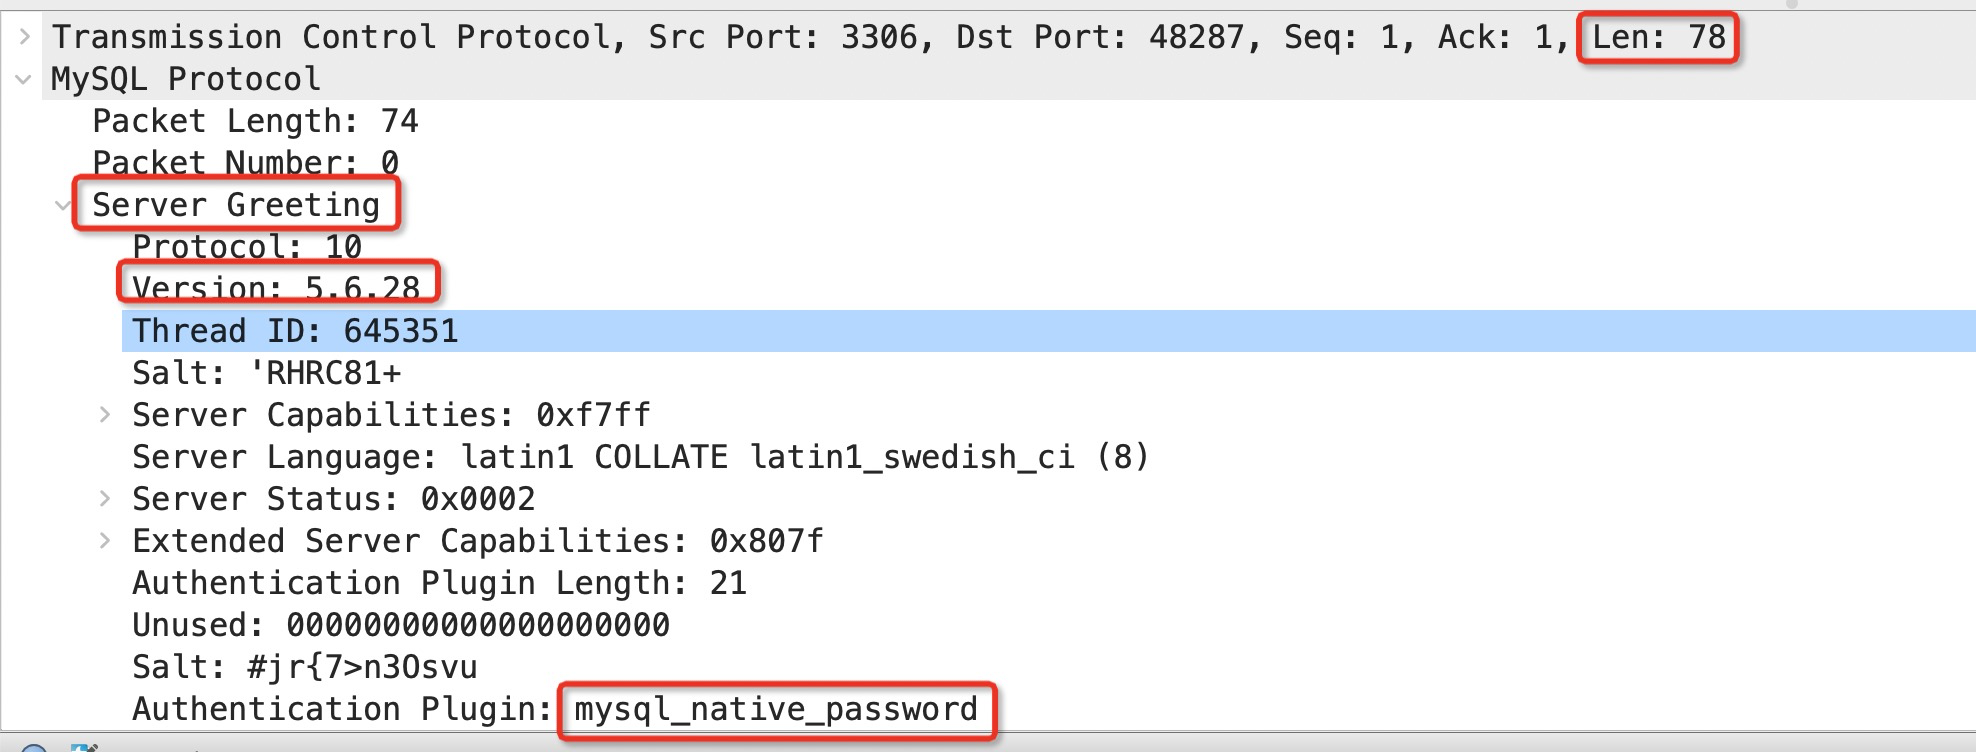 Transmission Control Protocol, Src Port: 3306, Dst Port: 48287, Seq: 1, Ack: 1, Len: 78
MySQL Protocol
Packet Length: 74
Packet Number: 0
Server Greeting
Protocol: 10
Version: 5.6.28
Thread ID: 645351
Salt: 'RHRC81+
Server Capabilities: 0xf7ff
Server Language: latin1 COLLATE latin1_swedish_ci (8)
Server Status: 0x0002
Extended Server Capabilities: 0x807f
Authentication Plugin Length: 21
Unused: 00000000000000000000
Salt: #jr{7>n3Osvu
Authentication Plugin: mysql_native_password